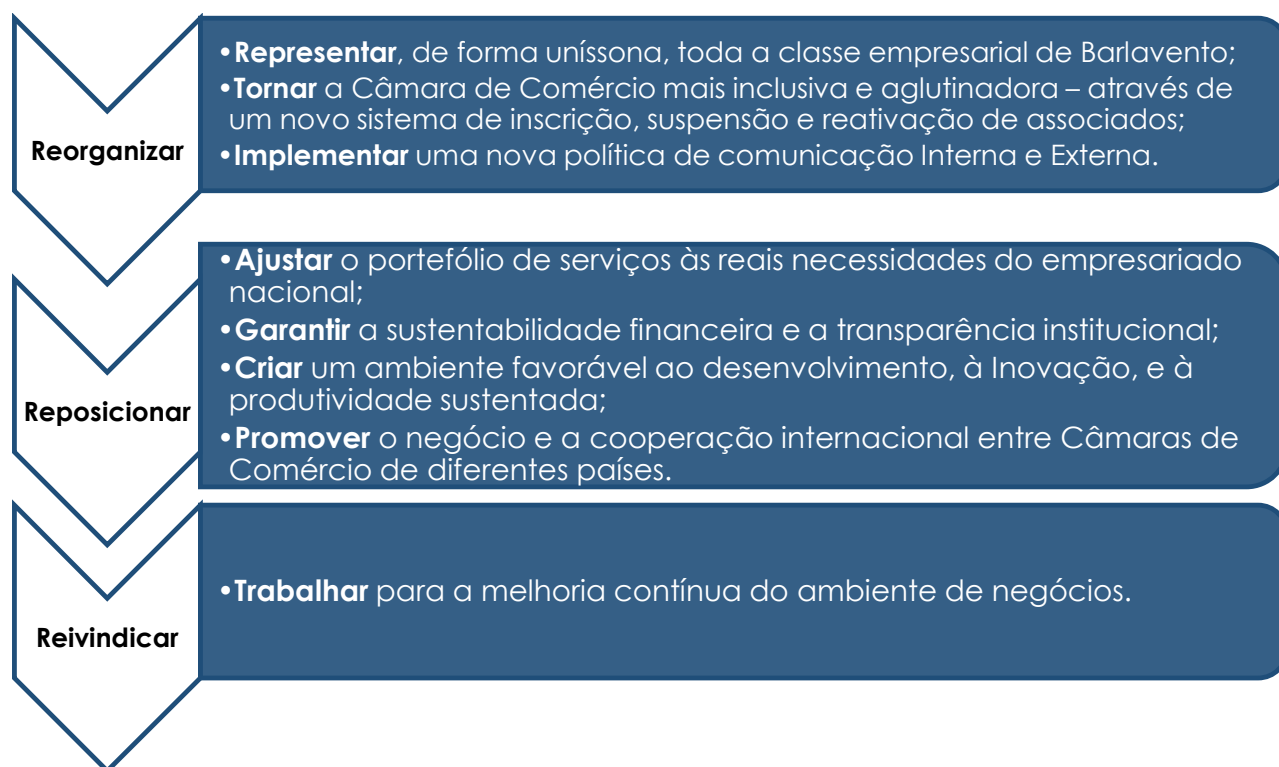 Reorganizar
•Representar, de forma uníssona, toda a classe empresarial de Barlavento;
•Tornar a Câmara de Comércio mais inclusiva e aglutinadora – através de
um novo sistema de inscrição, suspensão e reativação de associados;
•Implementar uma nova política de comunicação Interna e Externa.
Reposicionar
•Ajustar o portefólio de serviços às reais necessidades do empresariado
nacional;
•Garantir a sustentabilidade financeira e a transparência institucional;
•Criar um ambiente favorável ao desenvolvimento, à Inovação, e à
produtividade sustentada;
•Promover o negócio e a cooperação internacional entre Câmaras de
Comércio de diferentes países.
Reivindicar
•Trabalhar para a melhoria contínua do ambiente de negócios.